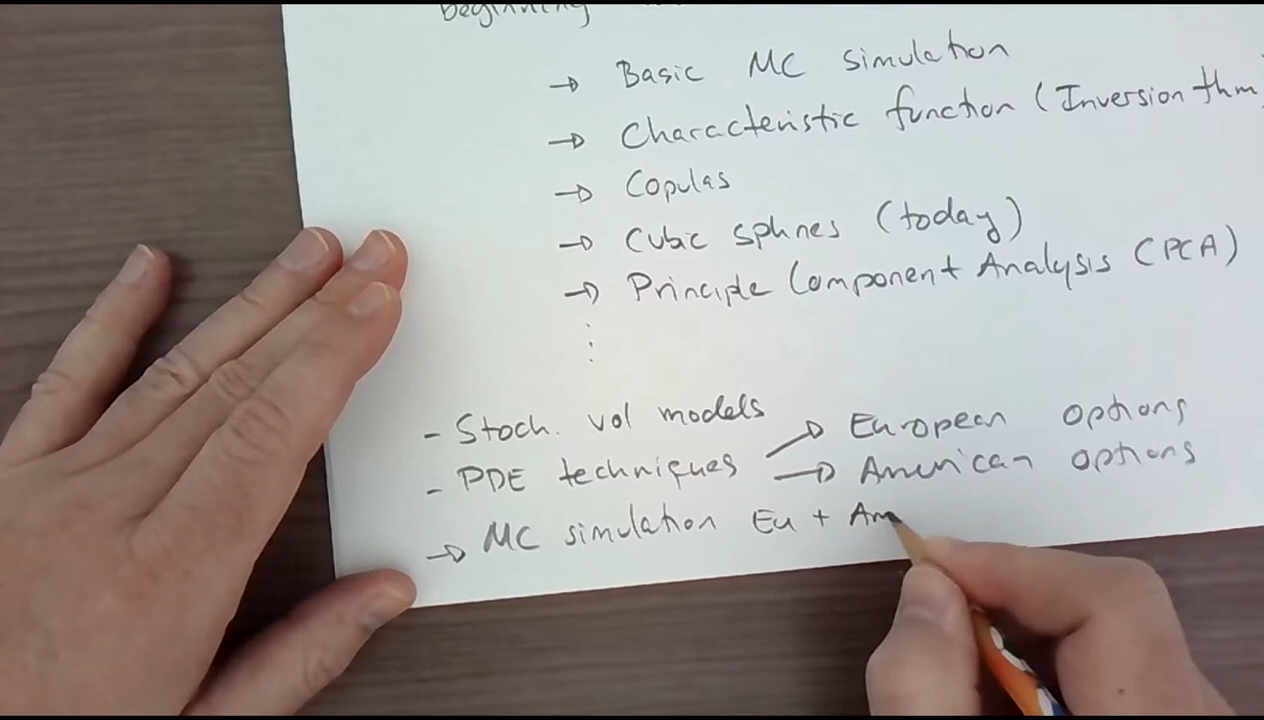 beginning
→ Basic MC simulation
→ Characteristic function (Inversion thm)
→ Copulas
→ Cubic splines (today)
→ Principle Component Analysis (PCA)
⋮
- Stoch. vol models
- PDE techniques → European options
→ American options
→ MC simulation Eu + Am